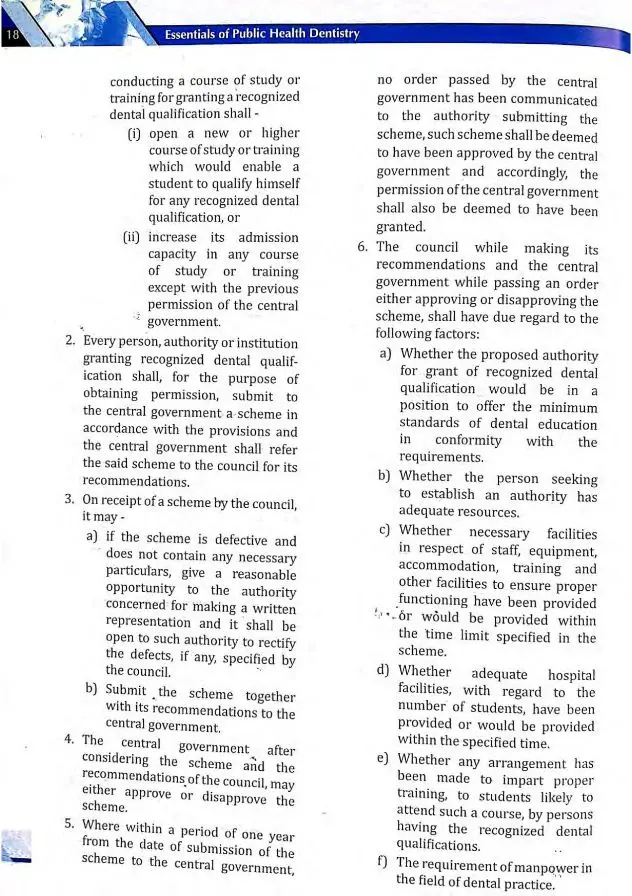 18
Essentials of Public Health Dentistry
conducting a course of study or
training for granting a recognized
dental qualification shall -
(i) open a new or higher
course of study or training
which would enable a
student to qualify himself
for any recognized dental
qualification, or
(ii) increase its admission
capacity in any course
of study or training
except with the previous
permission of the central
government.
2. Every person, authority or institution
granting recognized dental qualif-
ication shall, for the purpose of
obtaining permission, submit to
the central government a scheme in
accordance with the provisions and
the central government shall refer
the said scheme to the council for its
recommendations.
3. On receipt of a scheme by the council,
it may -
a) if the scheme is defective and
does not contain any necessary
particulars, give a reasonable
opportunity to the authority
concerned for making a written
representation and it shall be
open to such authority to rectify
the defects, if any, specified by
the council.
b) Submit the scheme together
with its recommendations to the
central government.
4. The central government after
considering the scheme and the
recommendations of the council, may
either approve or disapprove the
scheme.
5. Where within a period of one year
from the date of submission of the
scheme to the central government,
no order passed by the central
government has been communicated
to the authority submitting the
scheme, such scheme shall be deemed
to have been approved by the central
government and accordingly, the
permission of the central government
shall also be deemed to have been
granted.
6. The council while making its
recommendations and the central
government while passing an order
either approving or disapproving the
scheme, shall have due regard to the
following factors:
a) Whether the proposed authority
for grant of recognized dental
qualification would be in a
position to offer the minimum
standards of dental education
in conformity with the
requirements.
b) Whether the person seeking
to establish an authority has
adequate resources.
c) Whether necessary facilities
in respect of staff, equipment,
accommodation, training and
other facilities to ensure proper
functioning have been provided
or would be provided within
the time limit specified in the
scheme.
d) Whether adequate hospital
facilities, with regard to the
number of students, have been
provided or would be provided
within the specified time.
e) Whether any arrangement has
been made to impart proper
training, to students likely to
attend such a course, by persons
having the recognized dental
qualifications.
f) The requirement of manpower in
the field of dental practice.